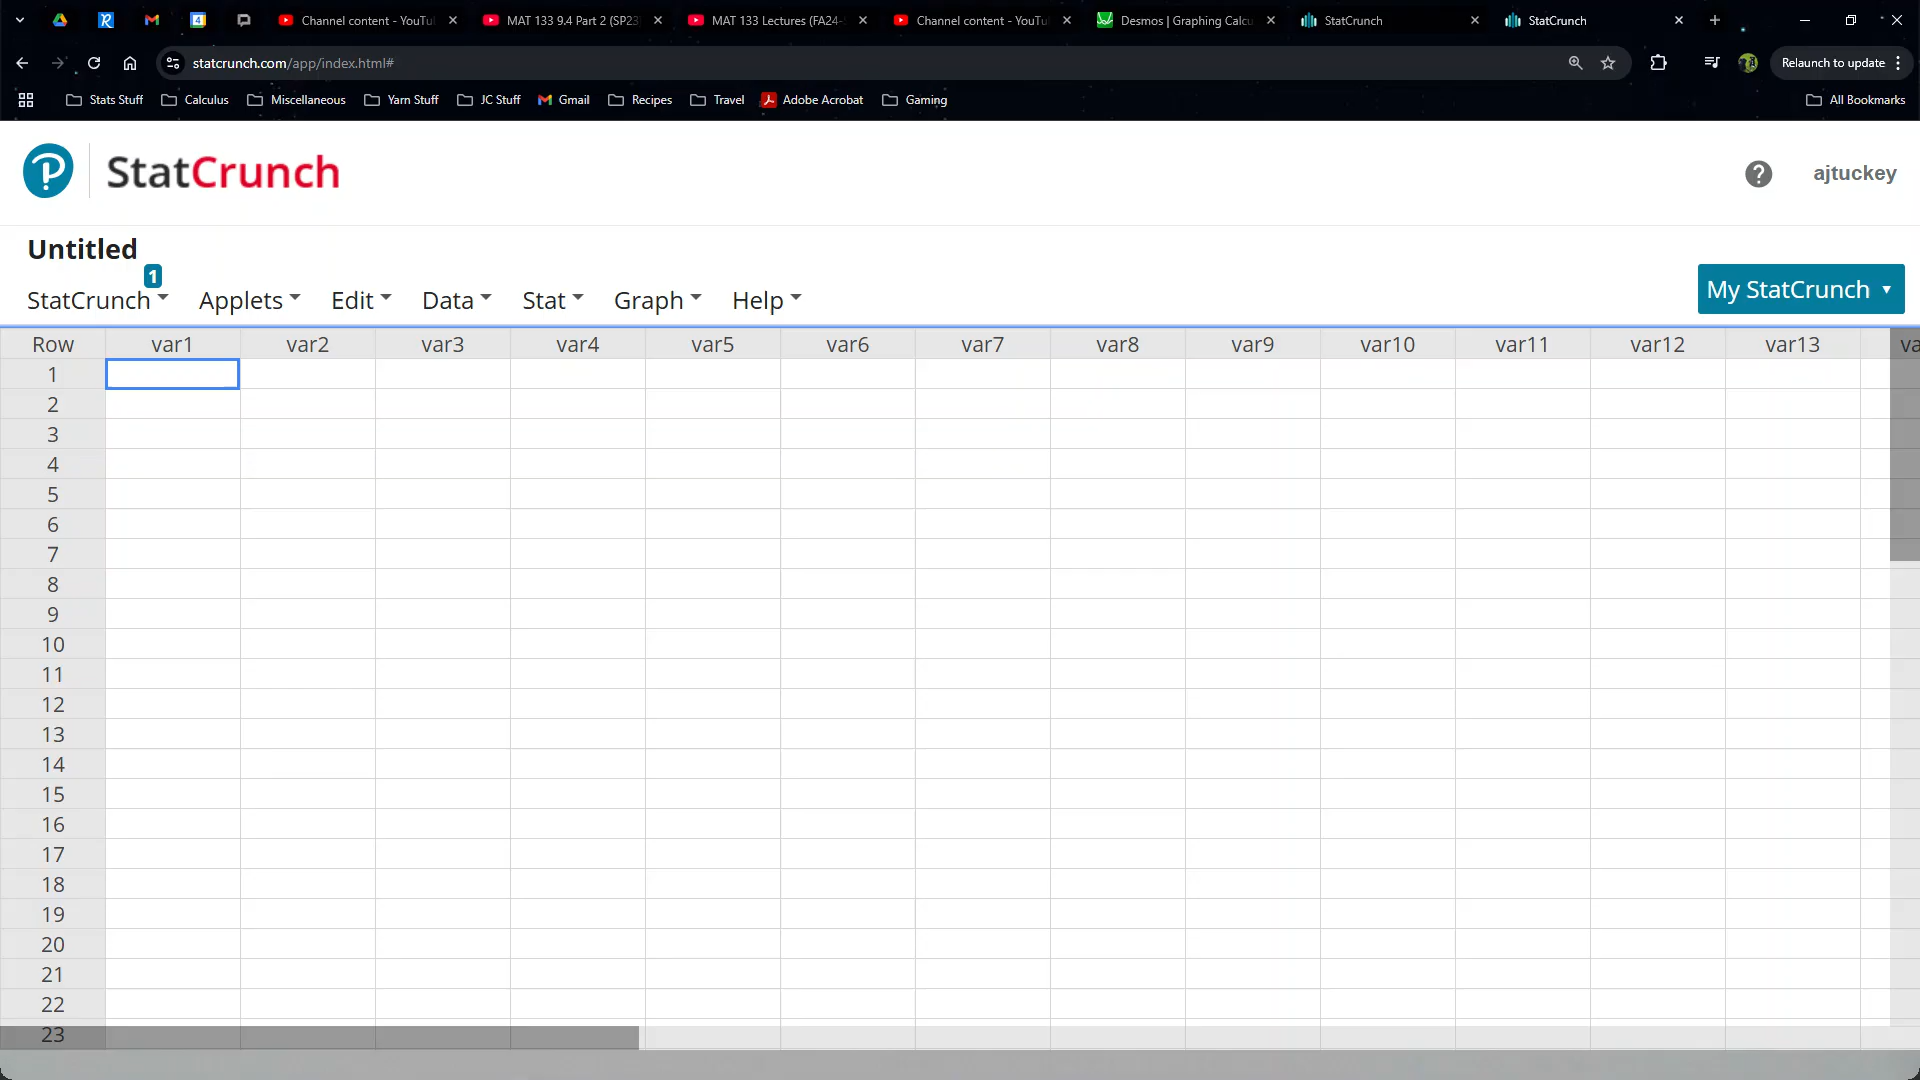 Channel content - YouTu
MAT 133 9.4 Part 2 (SP23
MAT 133 Lectures (FA24-
Channel content - YouTu
Desmos | Graphing Calcu
StatCrunch
StatCrunch
statcrunch.com/app/index.html#
Relaunch to update
Stats Stuff
Calculus
Miscellaneous
Yarn Stuff
JC Stuff
Gmail
Recipes
Travel
Adobe Acrobat
Gaming
All Bookmarks
P StatCrunch
? ajtuckey
Untitled
1
StatCrunch Applets Edit Data Stat Graph Help
My StatCrunch
Row var1 var2 var3 var4 var5 var6 var7 var8 var9 var10 var11 var12 var13 va
1
2
3
4
5
6
7
8
9
10
11
12
13
14
15
16
17
18
19
20
21
22
23